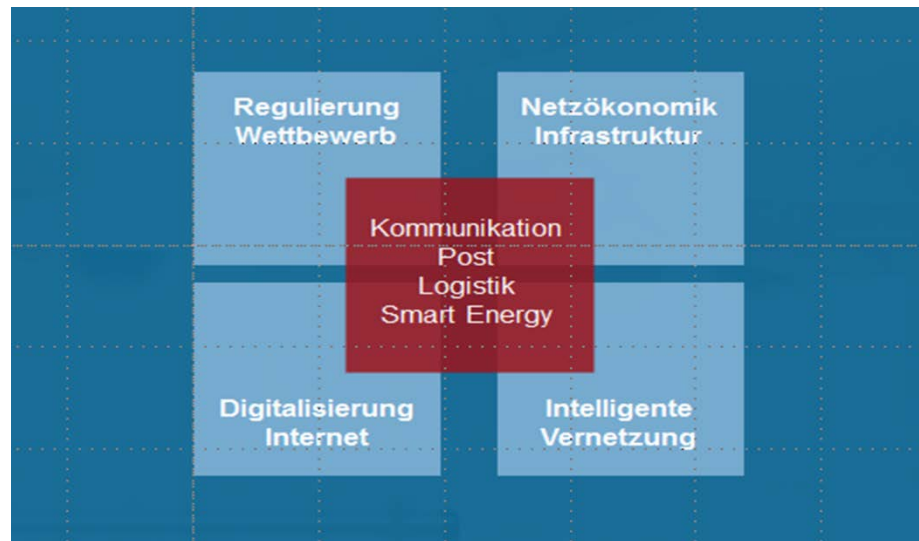 Regulierung
Wettbewerb
Netzökonomik
Infrastruktur
Kommunikation
Post
Logistik
Smart Energy
Digitalisierung
Internet
Intelligente
Vernetzung